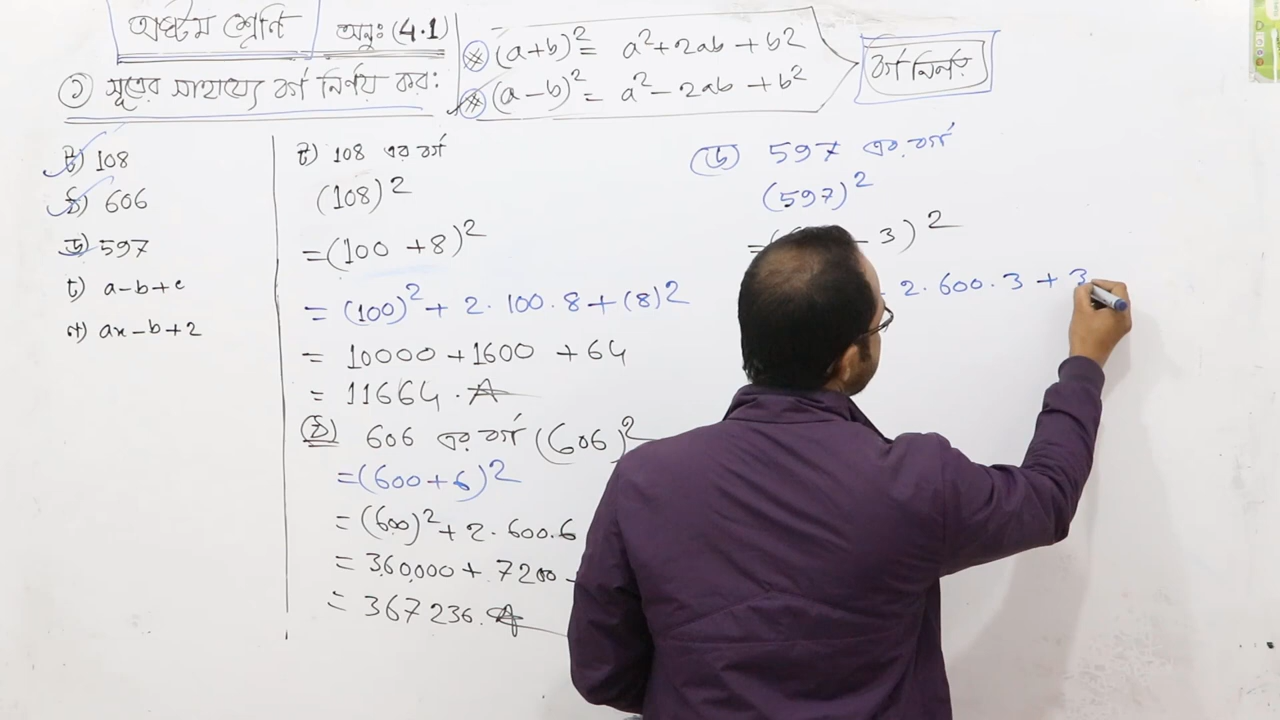 অষ্টম শ্রেণি অনুঃ (4.1)
১ সূত্রের সাহায্যে বর্গ নির্ণয় কর:
(a+b)² = a²+2ab+b²
(a-b)² = a²-2ab+b²
বর্গ নির্ণয়
ট) 108
ঠ) 606
ড) 597
ঢ) a-b+c
ণ) ax-b+2
ট) 108 এর বর্গ
(108)²
=(100+8)²
= (100)² + 2.100.8+(8)²
= 10000+1600+64
= 11664.
ঠ) 606 এর বর্গ (606)²
=(600+6)²
= (600)²+2.600.6
= 360,000 + 7200
= 367236.
ড) 597 এর বর্গ
(597)²
=( 3)²
2.600.3+3